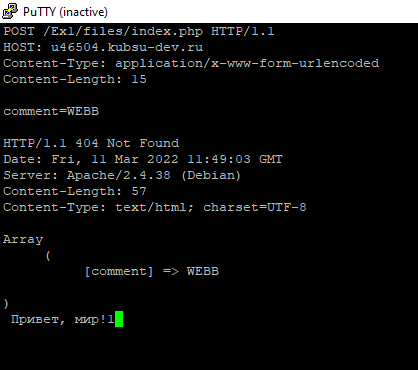 PuTTY (inactive)
POST /Ex1/files/index.php HTTP/1.1
HOST: u46504.kubsu-dev.ru
Content-Type: application/x-www-form-urlencoded
Content-Length: 15

comment=WEBB

HTTP/1.1 404 Not Found
Date: Fri, 11 Mar 2022 11:49:03 GMT
Server: Apache/2.4.38 (Debian)
Content-Length: 57
Content-Type: text/html; charset=UTF-8

Array
(
[comment] => WEBB
)
Привет, мир!1